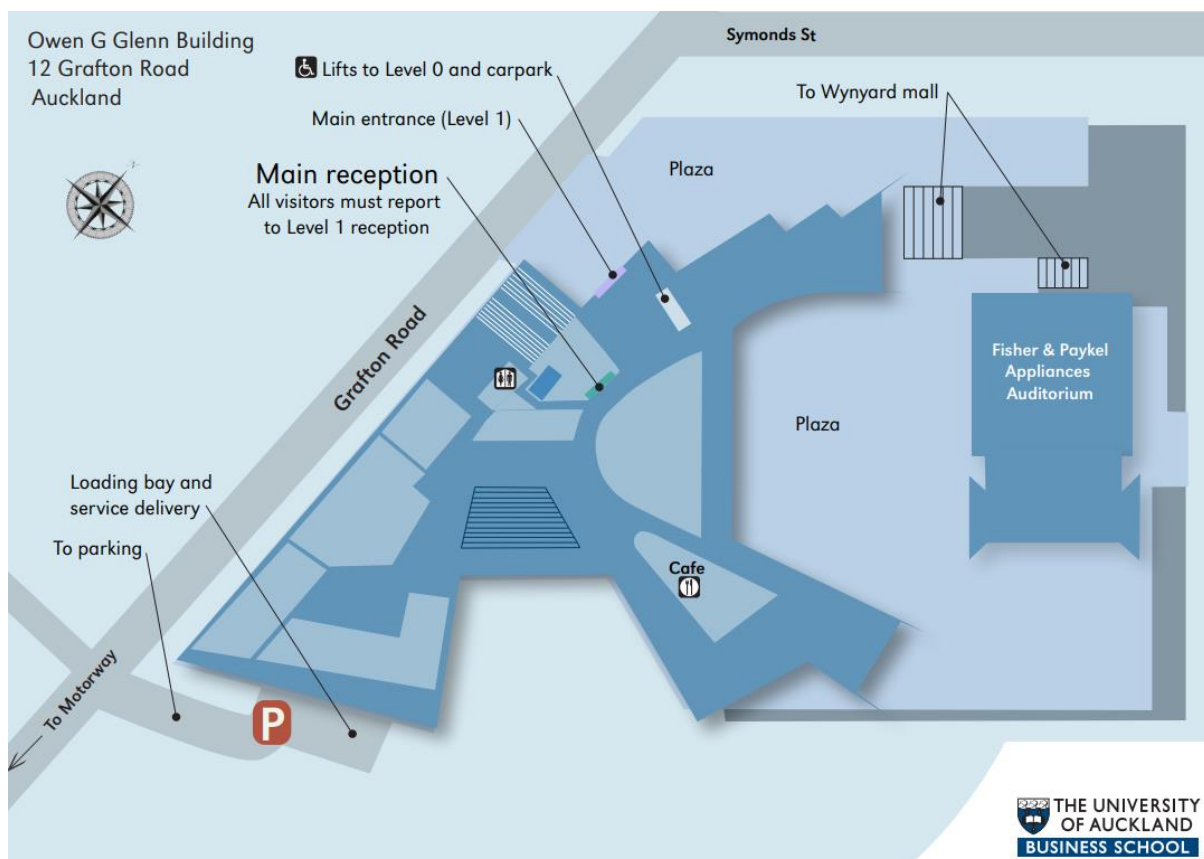 Owen G Glenn Building
12 Grafton Road
Auckland
Symonds St
Lifts to Level 0 and carpark
To Wynyard mall
Main entrance (Level 1)
Main reception
All visitors must report
to Level 1 reception
Plaza
Grafton Road
Fisher & Paykel
Appliances
Auditorium
Plaza
Loading bay and
service delivery
To parking
Cafe
To Motorway
P
THE UNIVERSITY
OF AUCKLAND
BUSINESS SCHOOL